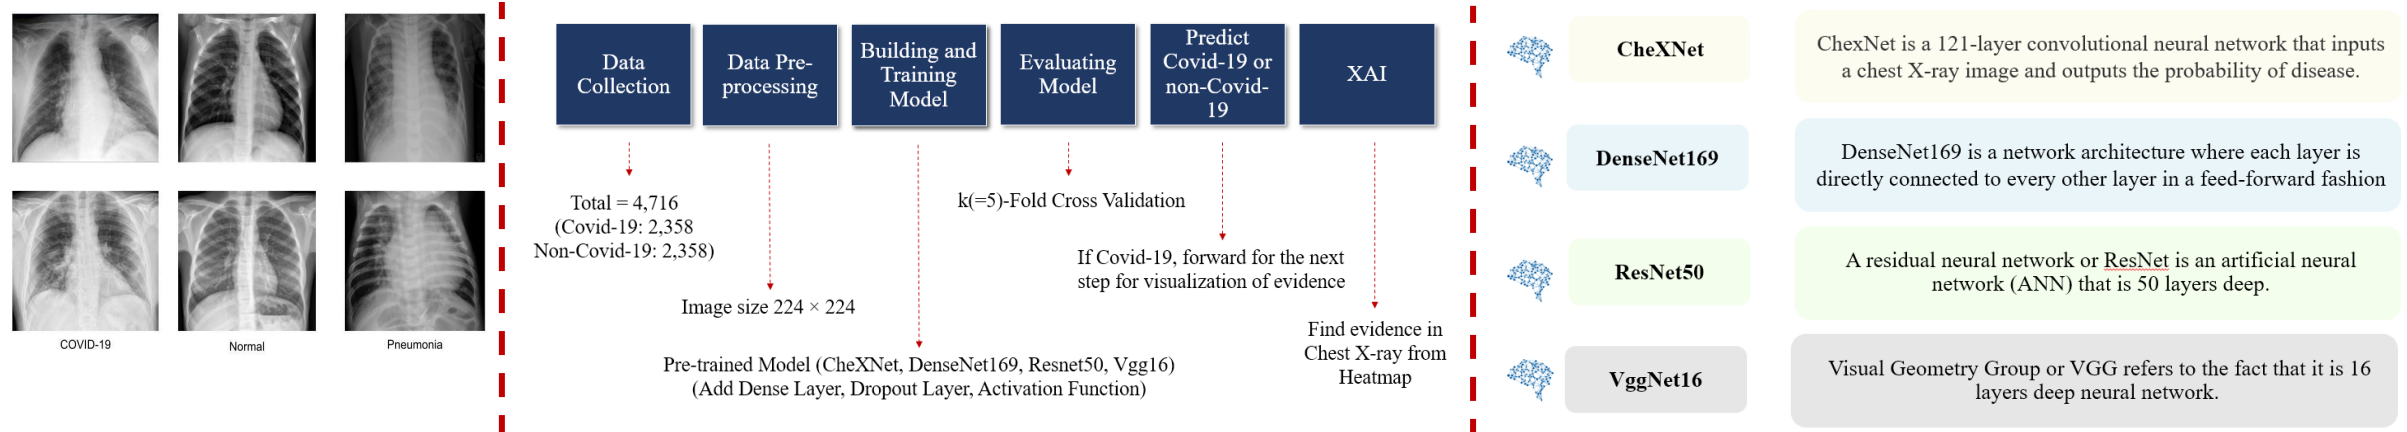 COVID-19
Normal
Pneumonia
Data
Collection
Data Pre-
processing
Building and
Training
Model
Evaluating
Model
Predict
Covid-19 or
non-Covid-
19
XAI
Total = 4,716
(Covid-19: 2,358
Non-Covid-19: 2,358)
Image size 224 × 224
Pre-trained Model (CheXNet, DenseNet169, Resnet50, Vgg16)
(Add Dense Layer, Dropout Layer, Activation Function)
k(=5)-Fold Cross Validation
If Covid-19, forward for the next
step for visualization of evidence
Find evidence in
Chest X-ray from
Heatmap
CheXNet
ChexNet is a 121-layer convolutional neural network that inputs
a chest X-ray image and outputs the probability of disease.
DenseNet169
DenseNet169 is a network architecture where each layer is
directly connected to every other layer in a feed-forward fashion
ResNet50
A residual neural network or ResNet is an artificial neural
network (ANN) that is 50 layers deep.
VggNet16
Visual Geometry Group or VGG refers to the fact that it is 16
layers deep neural network.